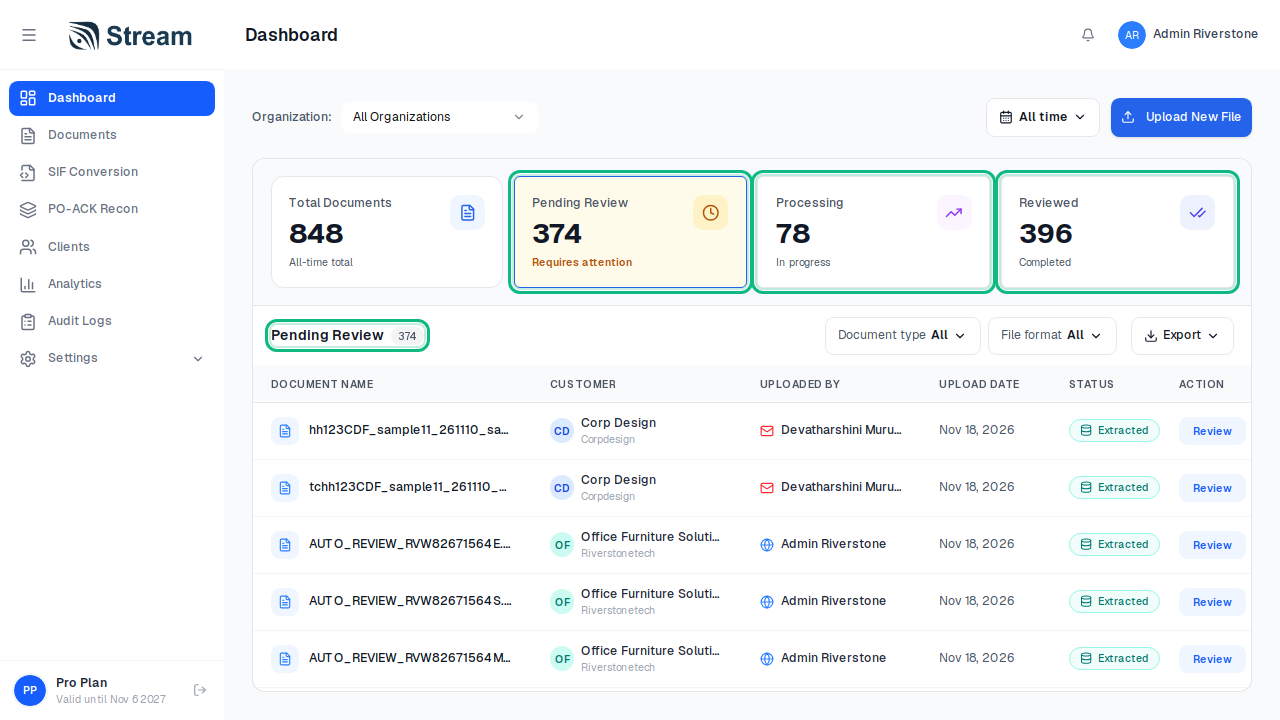 Stream
Dashboard
AR
Admin Riverstone
Dashboard
Documents
SIF Conversion
PO-ACK Recon
Clients
Analytics
Audit Logs
Settings
Organization:
All Organizations
All time
Upload New File
Total Documents
848
All-time total
Pending Review
374
Requires attention
Processing
78
In progress
Reviewed
396
Completed
Pending Review 374
Document type All
File format All
Export
DOCUMENT NAME CUSTOMER UPLOADED BY UPLOAD DATE STATUS ACTION
hh123CDF_sample11_261110_sa... CD Corp Design Devatharshini Muru... Nov 18, 2026 Extracted Review
Corpdesign
tchh123CDF_sample11_261110_... CD Corp Design Devatharshini Muru... Nov 18, 2026 Extracted Review
Corpdesign
AUTO_REVIEW_RVW82671564E... OF Office Furniture Soluti... Admin Riverstone Nov 18, 2026 Extracted Review
Riverstonetech
AUTO_REVIEW_RVW82671564S... OF Office Furniture Soluti... Admin Riverstone Nov 18, 2026 Extracted Review
Riverstonetech
AUTO_REVIEW_RVW82671564M... OF Office Furniture Soluti... Admin Riverstone Nov 18, 2026 Extracted Review
Riverstonetech
PP
Pro Plan
Valid until Nov 6 2027